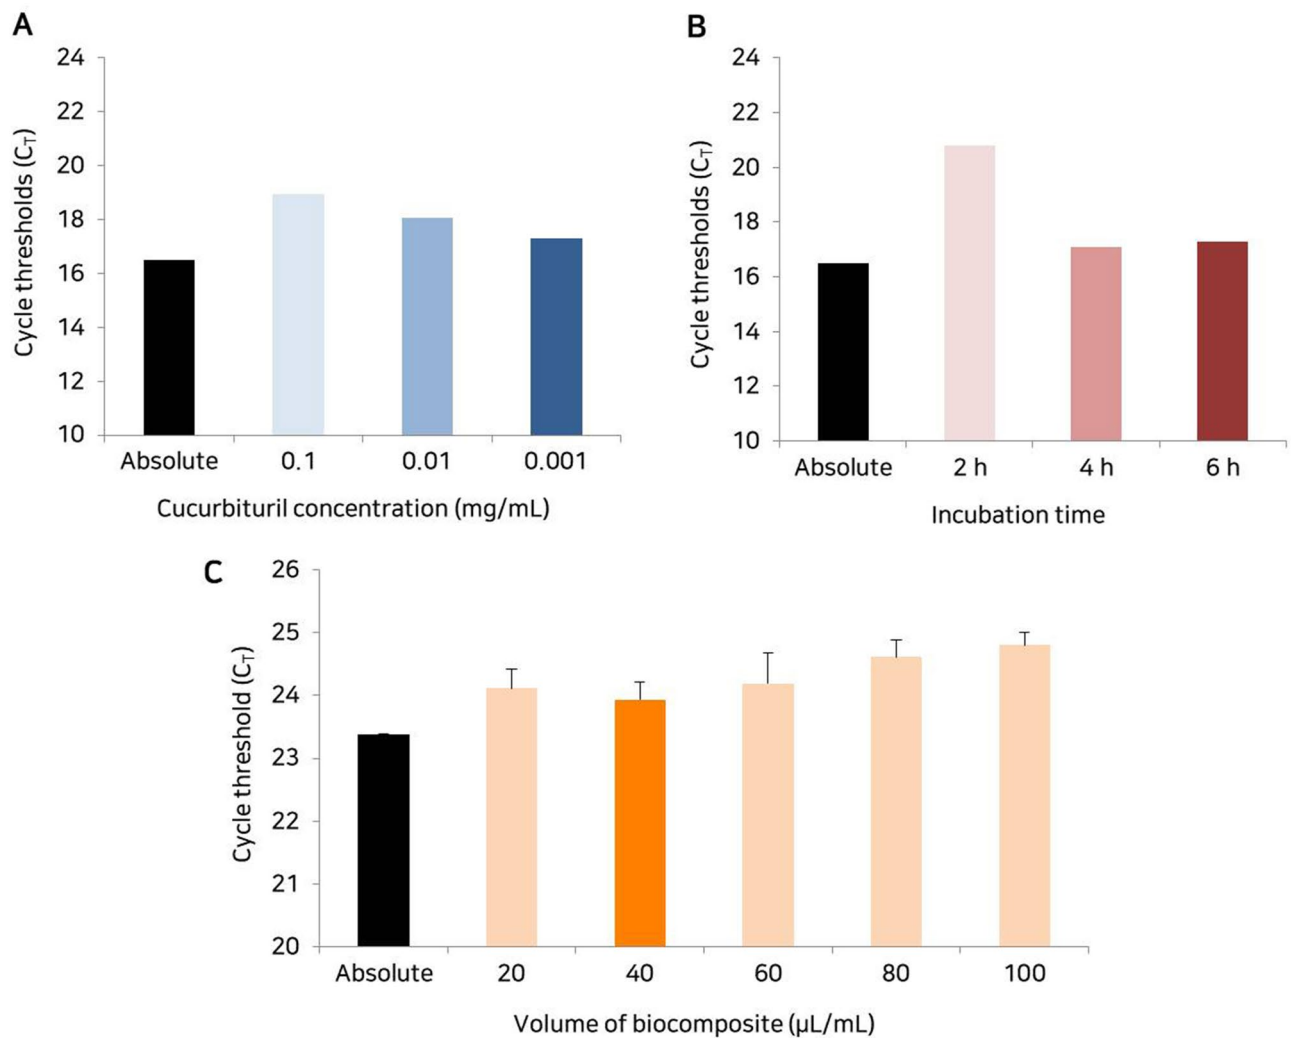 A
24
22
20
18
16
14
12
10
Cycle thresholds (CT)
Absolute 0.1 0.01 0.001
Cucurbituril concentration (mg/mL)
B
24
22
20
18
16
14
12
10
Cycle thresholds (CT)
Absolute 2 h 4 h 6 h
Incubation time
C
26
25
24
23
22
21
20
Cycle threshold (CT)
Absolute 20 40 60 80 100
Volume of biocomposite (µL/mL)